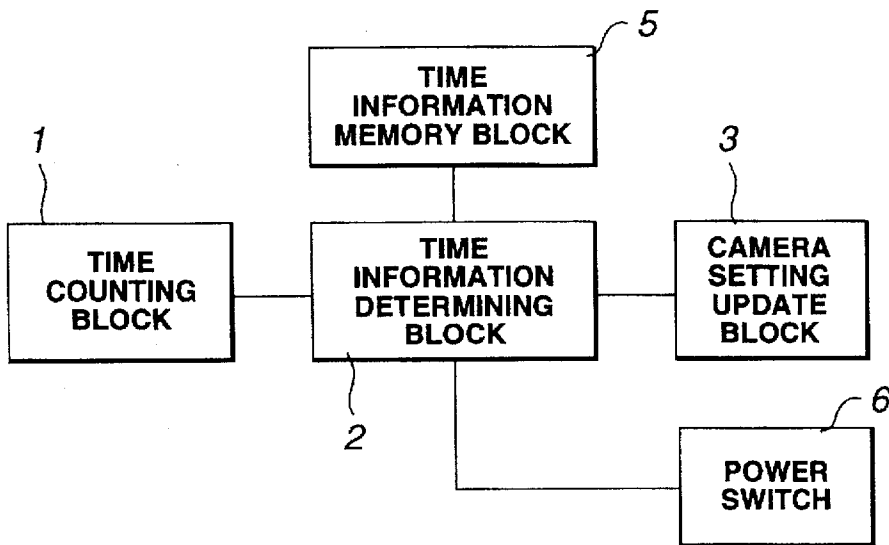 5
TIME
INFORMATION
MEMORY BLOCK
1
3
TIME
COUNTING
BLOCK
TIME
INFORMATION
DETERMINING
BLOCK
CAMERA
SETTING
UPDATE
BLOCK
2
6
POWER
SWITCH